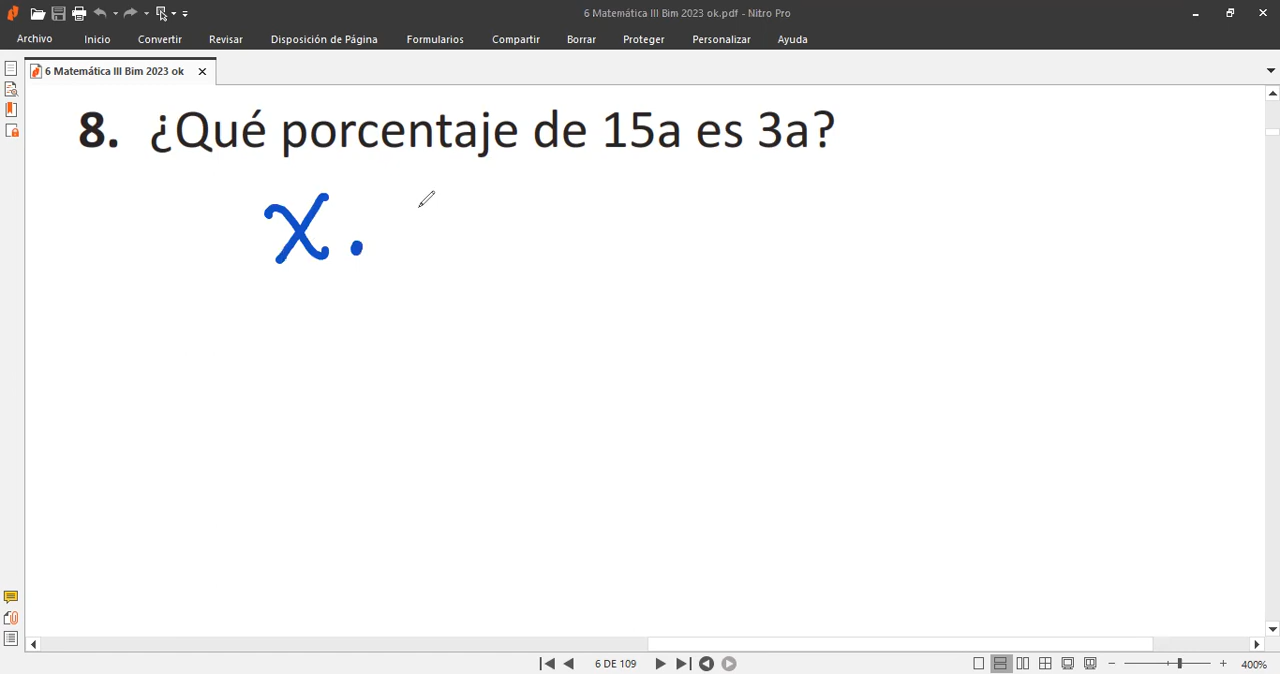 6 Matemática III Bim 2023 ok.pdf - Nitro Pro
Archivo Inicio Convertir Revisar Disposición de Página Formularios Compartir Borrar Proteger Personalizar Ayuda
6 Matemática III Bim 2023 ok
8. ¿Qué porcentaje de 15a es 3a?
x .
6 DE 109
400%